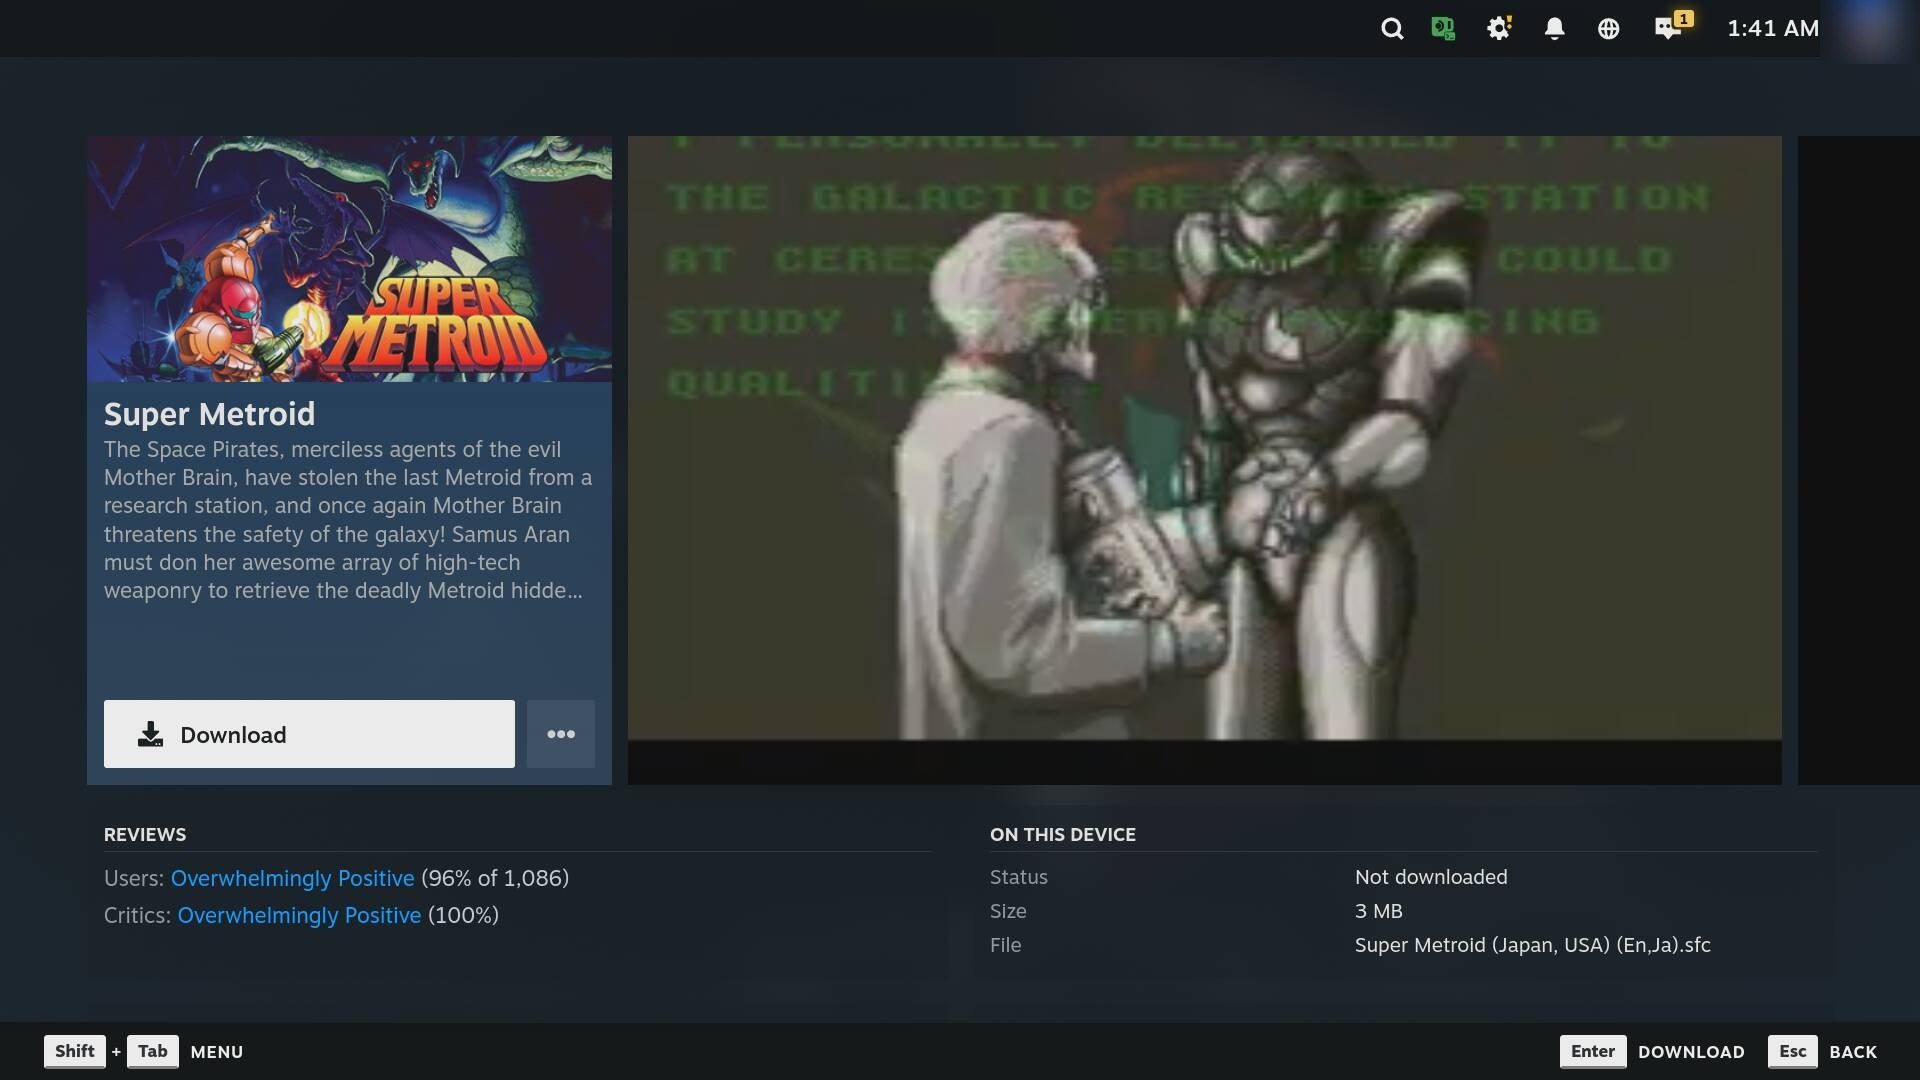 1
1:41 AM
SUPER
METROID
I PERSONALLY DELIVERED IT TO
THE GALACTIC STATION
AT COULD
STUDY
Super Metroid
The Space Pirates, merciless agents of the evil
Mother Brain, have stolen the last Metroid from a
research station, and once again Mother Brain
threatens the safety of the galaxy! Samus Aran
must don her awesome array of high-tech
weaponry to retrieve the deadly Metroid hidde...
Download
REVIEWS
Users: Overwhelmingly Positive (96% of 1,086)
Critics: Overwhelmingly Positive (100%)
ON THIS DEVICE
Status Not downloaded
Size 3 MB
File Super Metroid (Japan, USA) (En,Ja).sfc
Shift + Tab MENU
Enter DOWNLOAD Esc BACK